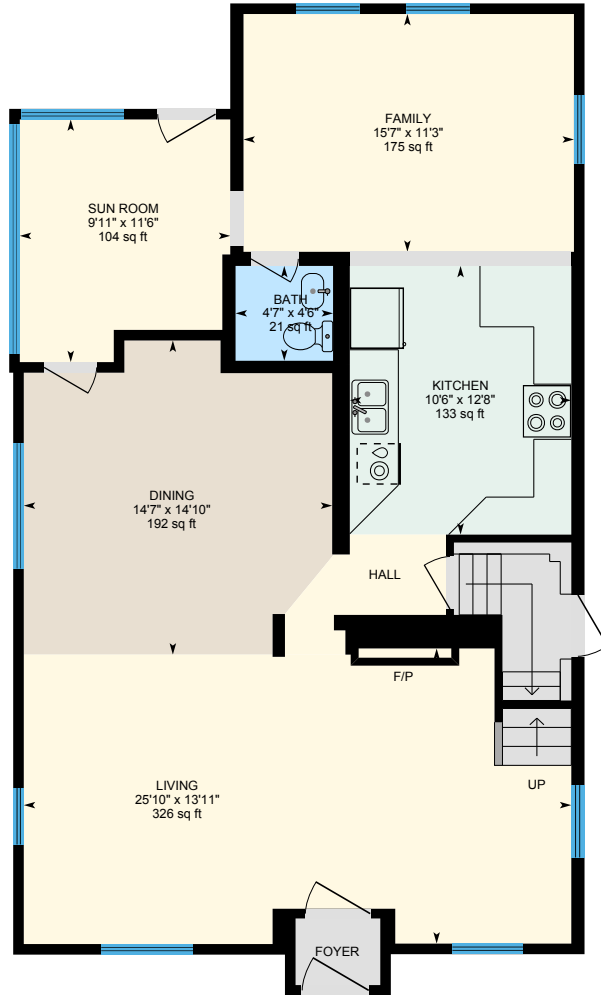 FAMILY
15'7" x 11'3"
175 sq ft
SUN ROOM
9'11" x 11'6"
104 sq ft
BATH
4'7" x 4'6"
21 sq ft
KITCHEN
10'6" x 12'8"
133 sq ft
DINING
14'7" x 14'10"
192 sq ft
HALL
F/P
UP
LIVING
25'10" x 13'11"
326 sq ft
FOYER